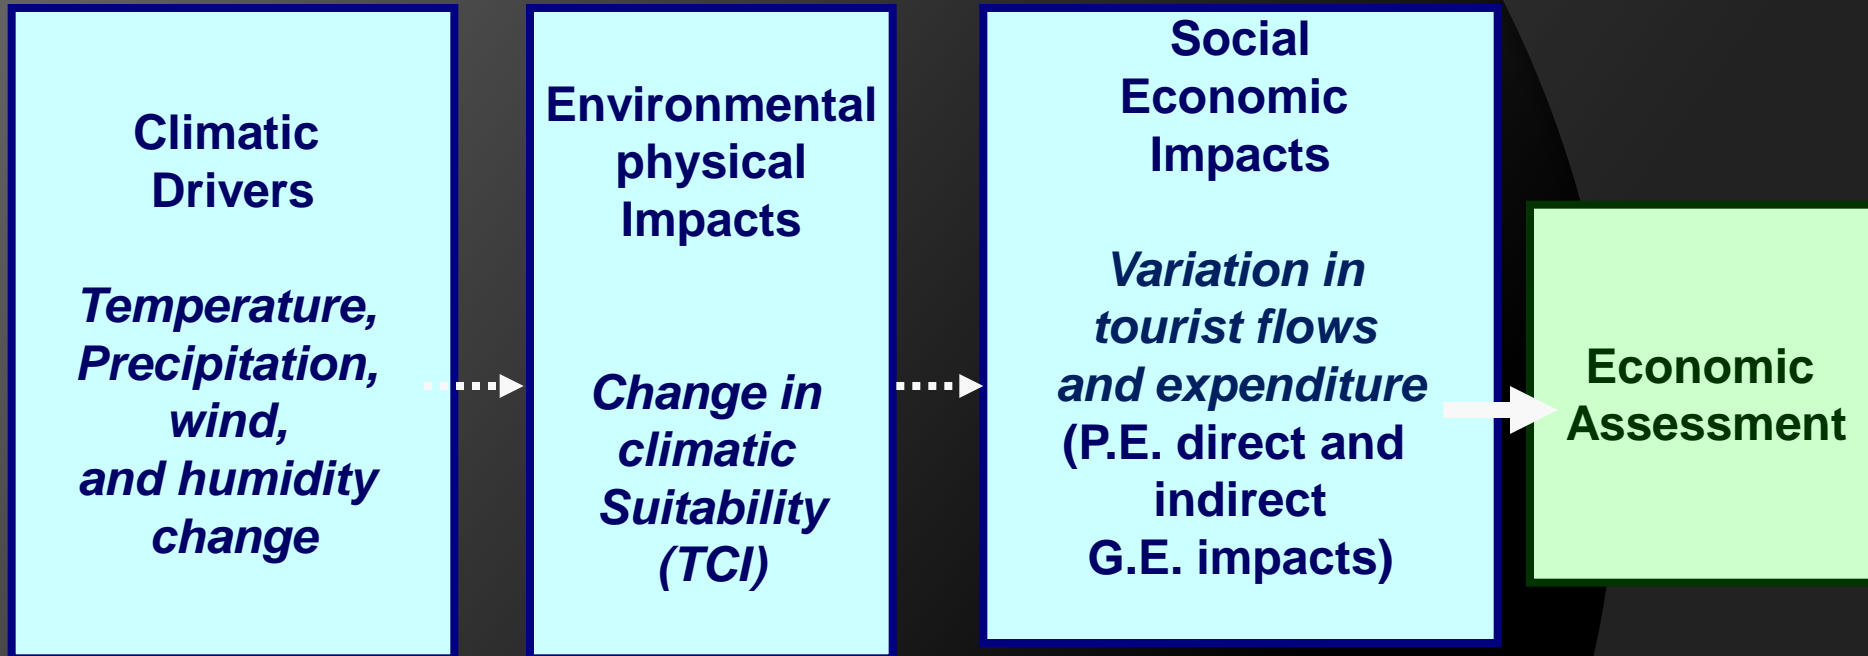 Climatic
Drivers
Temperature,
Precipitation,
wind,
and humidity
change
Environmental
physical
Impacts
Change in
climatic
Suitability
(TCI)
Social
Economic
Impacts
Variation in
tourist flows
and expenditure
(P.E. direct and
indirect
G.E. impacts)
Economic
Assessment